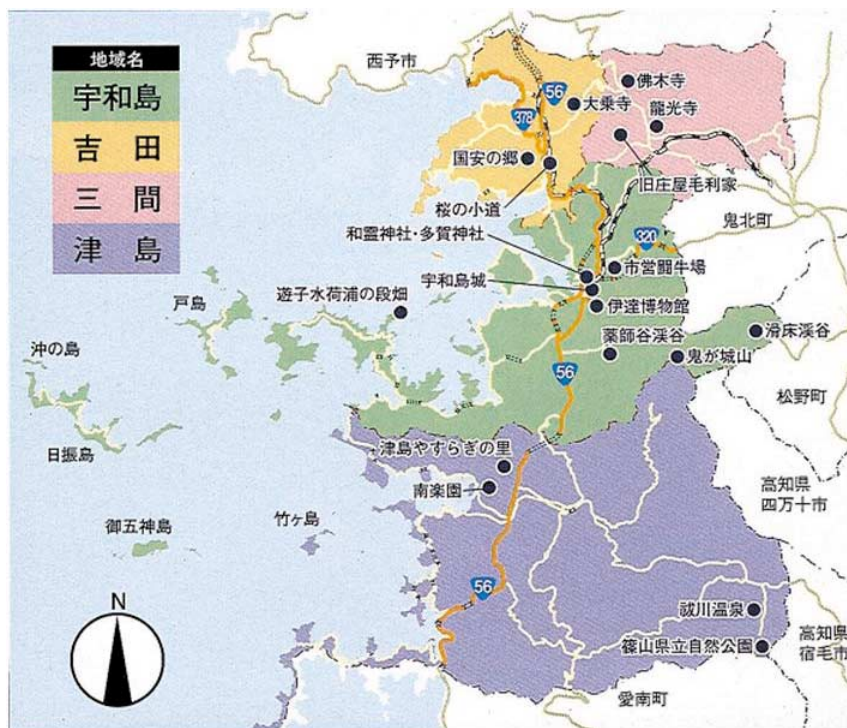 地域名
宇和島
吉田
三間
津島
西予市
56
378
佛木寺
大乗寺
龍光寺
国安の郷
旧庄屋毛利家
桜の小道
鬼北町
和霊神社・多賀神社
320
市営闘牛場
宇和島城
伊達博物館
戸島
遊子水荷浦の段畑
薬師谷渓谷
滑床渓谷
鬼が城山
沖の島
56
松野町
日振島
津島やすらぎの里
南楽園
高知県
四万十市
御五神島
竹ヶ島
56
N
祓川温泉
篠山県立自然公園
高知県
宿毛市
愛南町